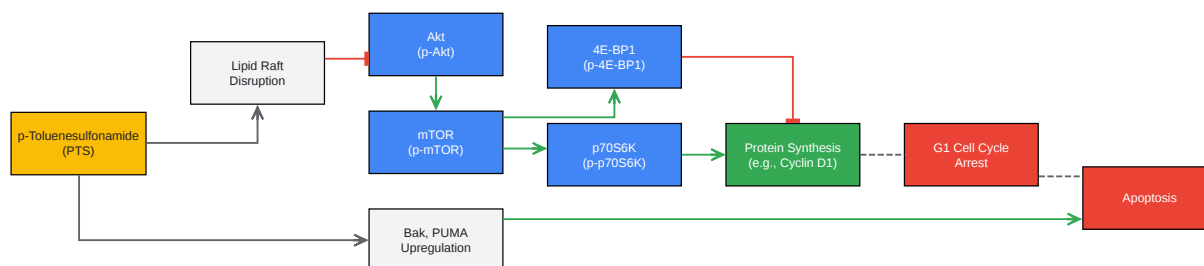 p-Toluenesulfonamide
(PTS)
Lipid Raft
Disruption
Akt
(p-Akt)
mTOR
(p-mTOR)
4E-BP1
(p-4E-BP1)
p70S6K
(p-p70S6K)
Protein Synthesis
(e.g., Cyclin D1)
G1 Cell Cycle
Arrest
Apoptosis
Bak, PUMA
Upregulation